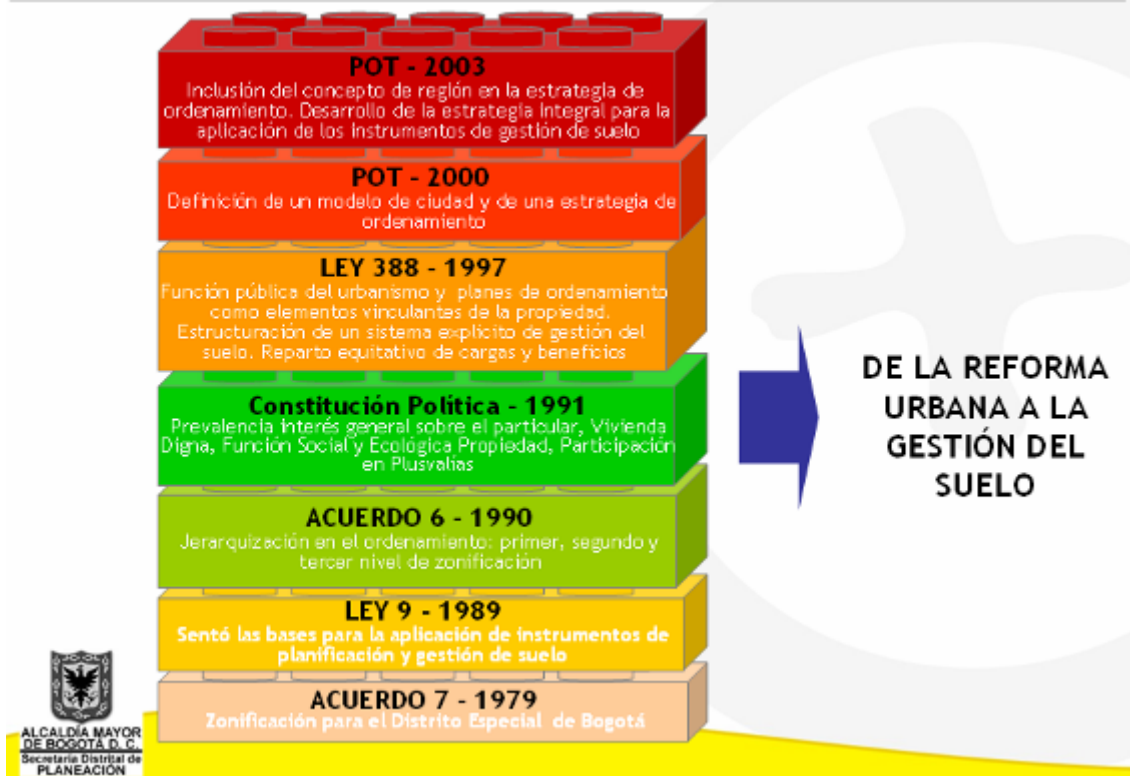 POT - 2003
Inclusión del concepto de región en la estrategia de
ordenamiento. Desarrollo de la estrategia integral para la
aplicación de los instrumentos de gestión de suelo
POT - 2000
Definición de un modelo de ciudad y de una estrategia de
ordenamiento
LEY 388 - 1997
Función pública del urbanismo y planes de ordenamiento
como elementos vinculantes de la propiedad.
Estructuración de un sistema explícito de gestión del
suelo. Reparto equitativo de cargas y beneficios
Constitución Política - 1991
Prevalencia interés general sobre el particular, Vivienda
Digna, Función Social y Ecológica Propiedad, Participación
en Plusvalías
ACUERDO 6 - 1990
Jerarquización en el ordenamiento: primer, segundo y
tercer nivel de zonificación
LEY 9 - 1989
Sentó las bases para la aplicación de instrumentos de
planificación y gestión de suelo
ACUERDO 7 - 1979
Zonificación para el Distrito Especial de Bogotá
DE LA REFORMA
URBANA A LA
GESTIÓN DEL
SUELO
ALCALDÍA MAYOR
DE BOGOTÁ D. C.
Secretaría Distrital de
PLANEACIÓN